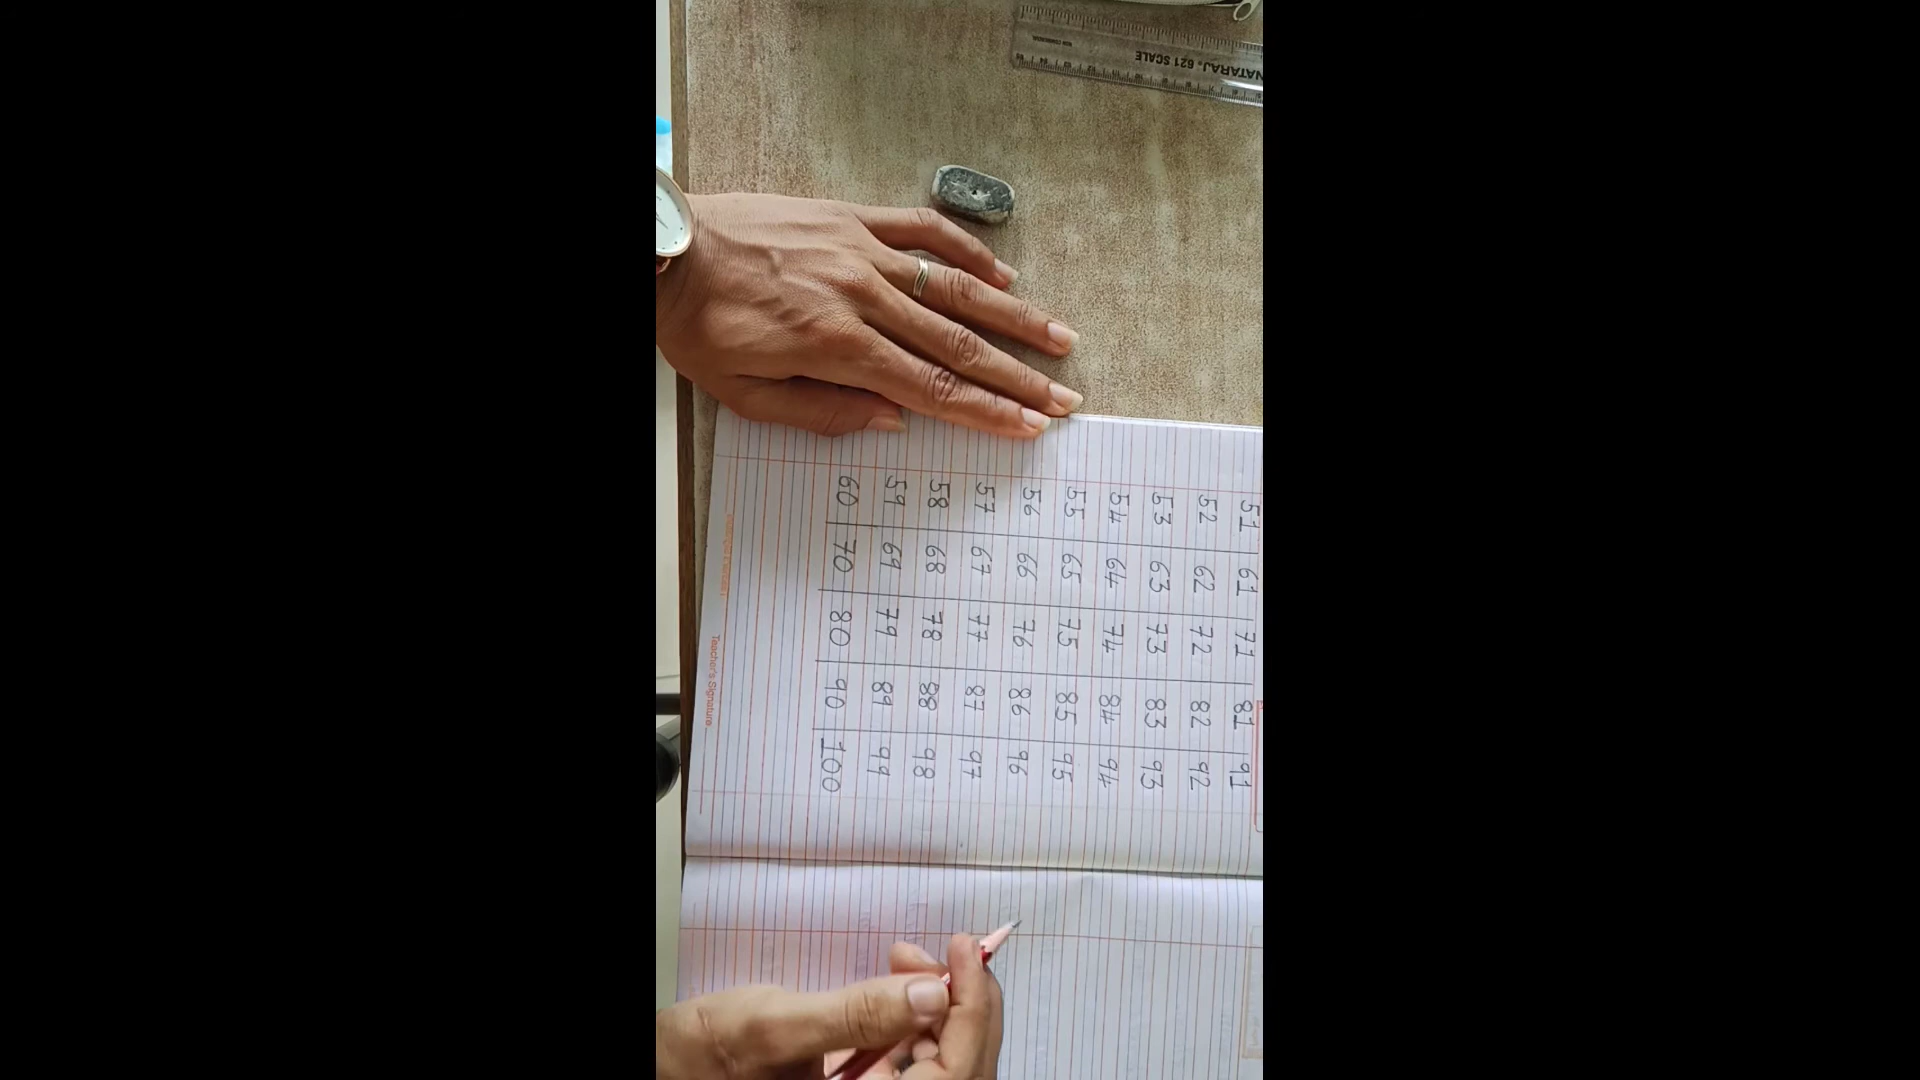 NATARAJ. 621 SCALE
51 61 71 81 91
52 62 72 82 92
53 63 73 83 93
54 64 74 84 94
55 65 75 85 95
56 66 76 86 96
57 67 77 87 97
58 68 78 88 98
59 69 79 89 99
60 70 80 90 100
Teacher's Signature